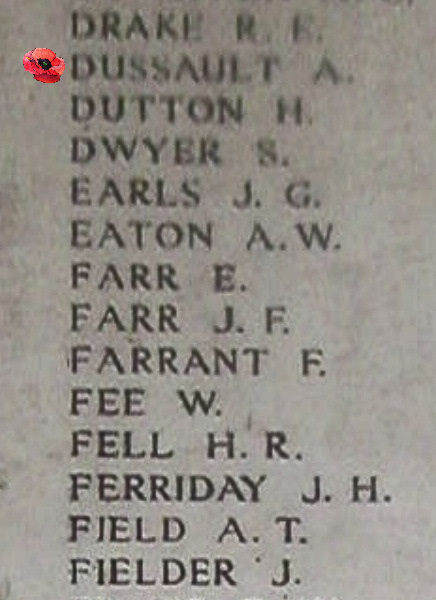 DRAKE R. E.
DUSSAULT A.
DUTTON H.
DWYER S.
EARLS J. G.
EATON A. W.
FARR E.
FARR J. F.
FARRANT F.
FEE W.
FELL H. R.
FERRIDAY J. H.
FIELD A. T.
FIELDER J.